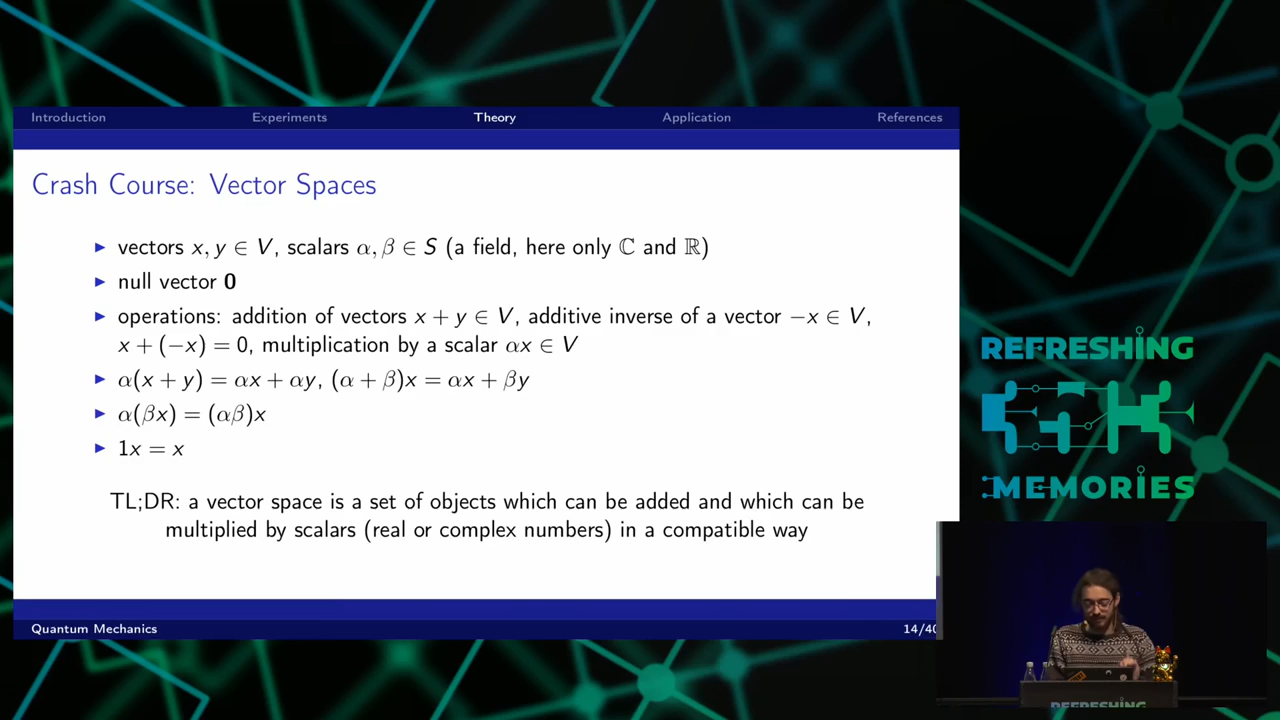 Introduction Experiments Theory Application References
Crash Course: Vector Spaces
▶ vectors x, y ∈ V, scalars α, β ∈ S (a field, here only ℂ and ℝ)
▶ null vector 0
▶ operations: addition of vectors x + y ∈ V, additive inverse of a vector −x ∈ V,
x + (−x) = 0, multiplication by a scalar αx ∈ V
▶ α(x + y) = αx + αy, (α + β)x = αx + βy
▶ α(βx) = (αβ)x
▶ 1x = x
TL;DR: a vector space is a set of objects which can be added and which can be
multiplied by scalars (real or complex numbers) in a compatible way
Quantum Mechanics 14/40
REFRESHING
MEMORIES
REFRESHING